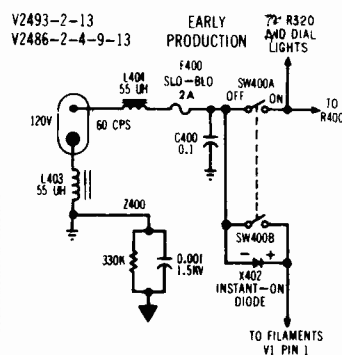 V2493-2-13
V2486-2-4-9-13
EARLY
PRODUCTION
TO R320
AND DIAL
LIGHTS
L404
55 UH
F400
SLO-BLO
2A
SW400A
OFF
ON
TO
R400
120V
60 CPS
C400
0.1
L403
55 UH
Z400
330K
0.001
1.5KV
SW400B
- +
X402
INSTANT-ON
DIODE
TO FILAMENTS
V1 PIN 1